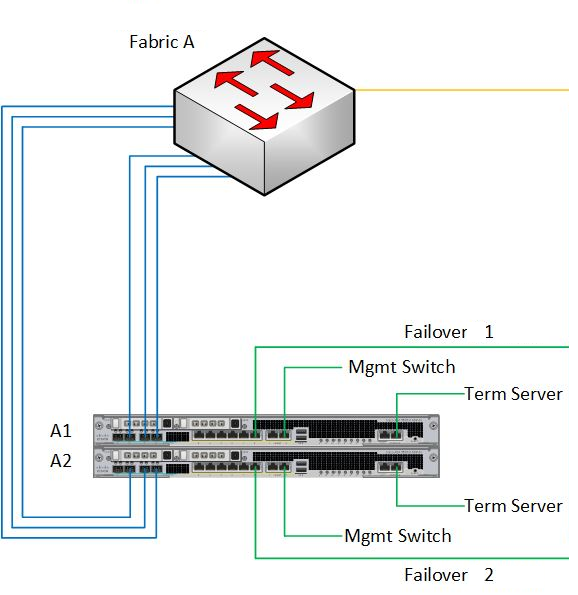 Fabric A
Failover 1
Mgmt Switch
Term Server
A1
A2
Term Server
Mgmt Switch
Failover 2